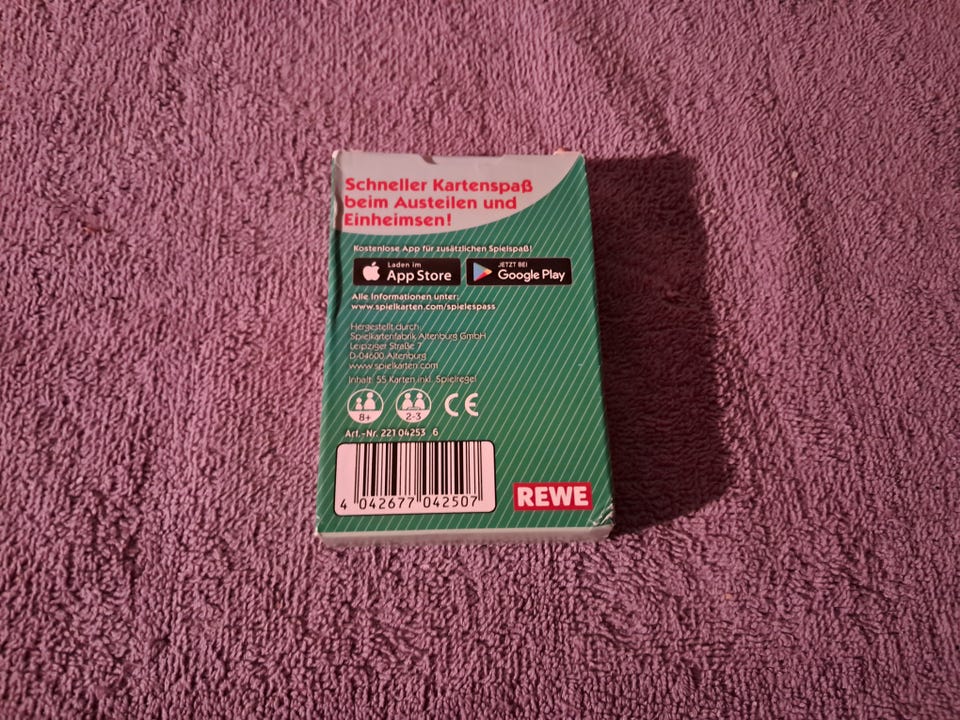 Schneller Kartenspaß
beim Austeilen und
Einheimsen!
Kostenlose App für zusätzlichen Spielspaß!
Laden im
App Store
JETZT BEI
Google Play
Alle Informationen unter:
www.spielkarten.com/spielespass
Hergestellt durch
Spielkartenfabrik Altenburg GmbH
Leipziger Straße 7
D-04600 Altenburg
www.spielkarten.com
Inhalt: 55 Karten inkl. Spielregel
8+
2-3
CE
Art.-Nr. 221 04253 6
4 042677 042507
REWE